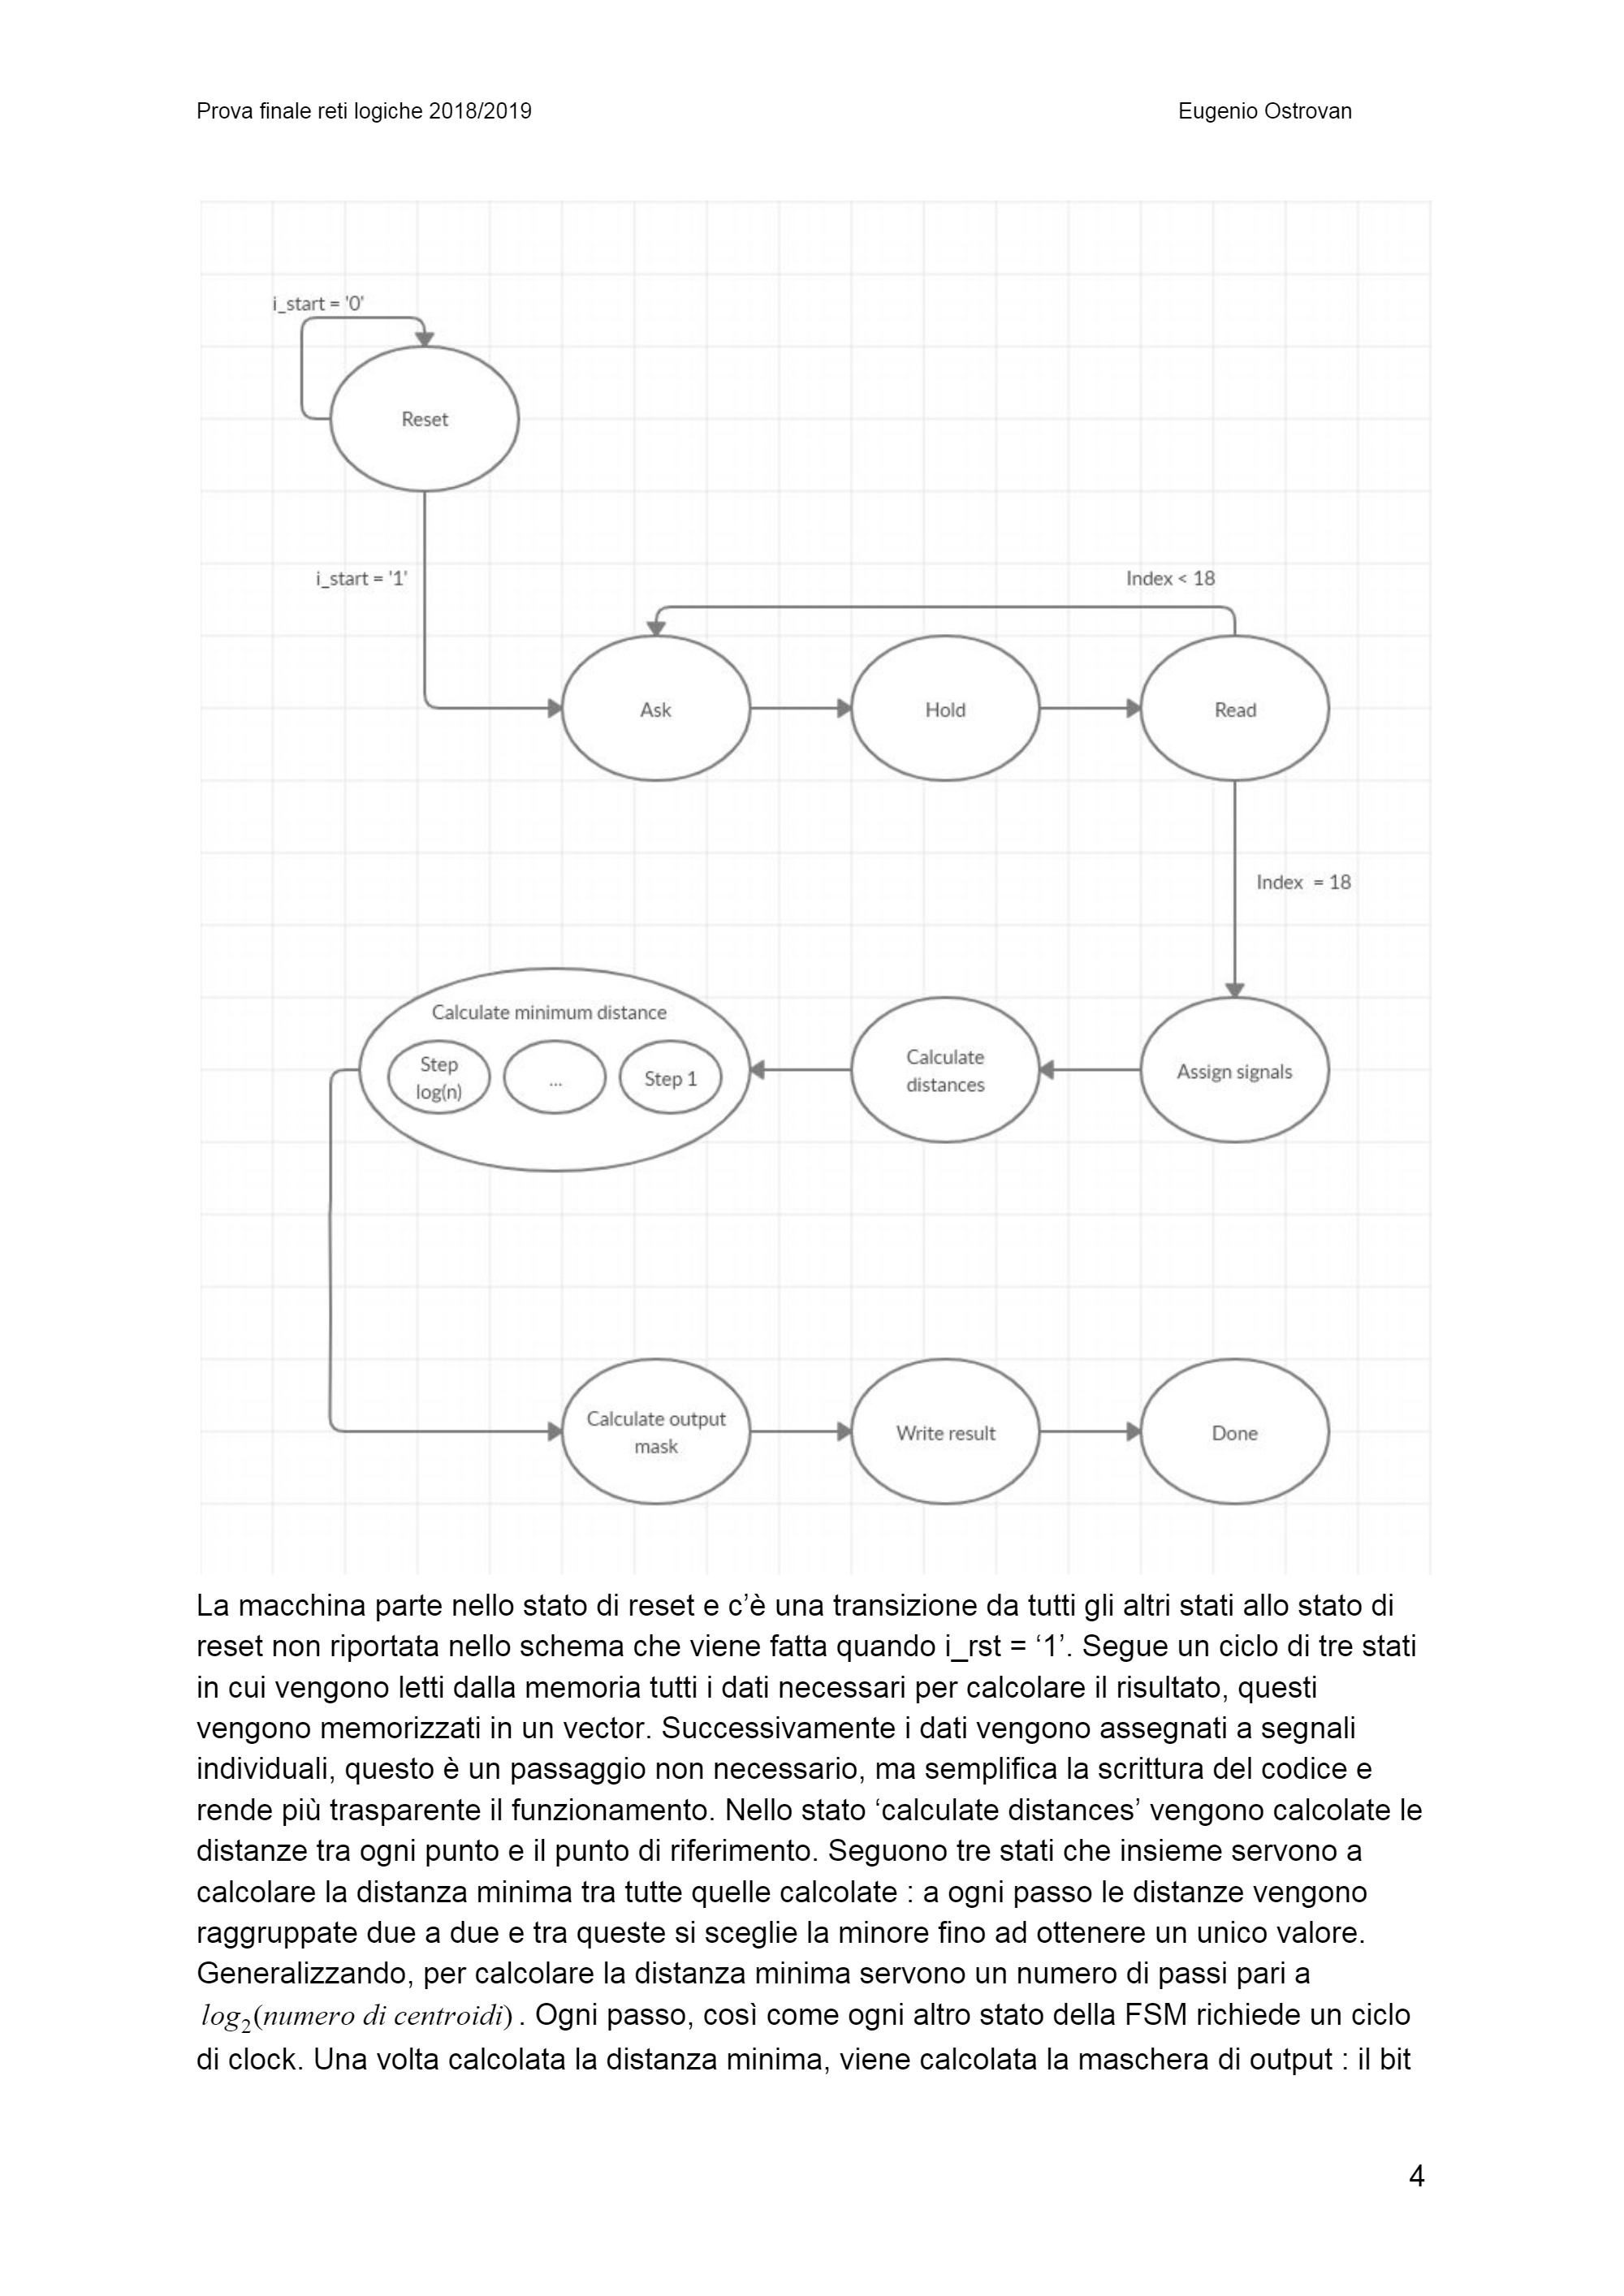 Prova finale reti logiche 2018/2019 Eugenio Ostrovan
i_start = '0'
Reset
i_start = '1'
Index < 18
Ask
Hold
Read
Index = 18
Calculate minimum distance
Step
log(n)
...
Step 1
Calculate
distances
Assign signals
Calculate output
mask
Write result
Done
La macchina parte nello stato di reset e c’è una transizione da tutti gli altri stati allo stato di
reset non riportata nello schema che viene fatta quando i_rst = ‘1’. Segue un ciclo di tre stati
in cui vengono letti dalla memoria tutti i dati necessari per calcolare il risultato, questi
vengono memorizzati in un vector. Successivamente i dati vengono assegnati a segnali
individuali, questo è un passaggio non necessario, ma semplifica la scrittura del codice e
rende più trasparente il funzionamento. Nello stato ‘calculate distances’ vengono calcolate le
distanze tra ogni punto e il punto di riferimento. Seguono tre stati che insieme servono a
calcolare la distanza minima tra tutte quelle calcolate : a ogni passo le distanze vengono
raggruppate due a due e tra queste si sceglie la minore fino ad ottenere un unico valore.
Generalizzando, per calcolare la distanza minima servono un numero di passi pari a
log₂(numero di centroidi) . Ogni passo, così come ogni altro stato della FSM richiede un ciclo
di clock. Una volta calcolata la distanza minima, viene calcolata la maschera di output : il bit
4